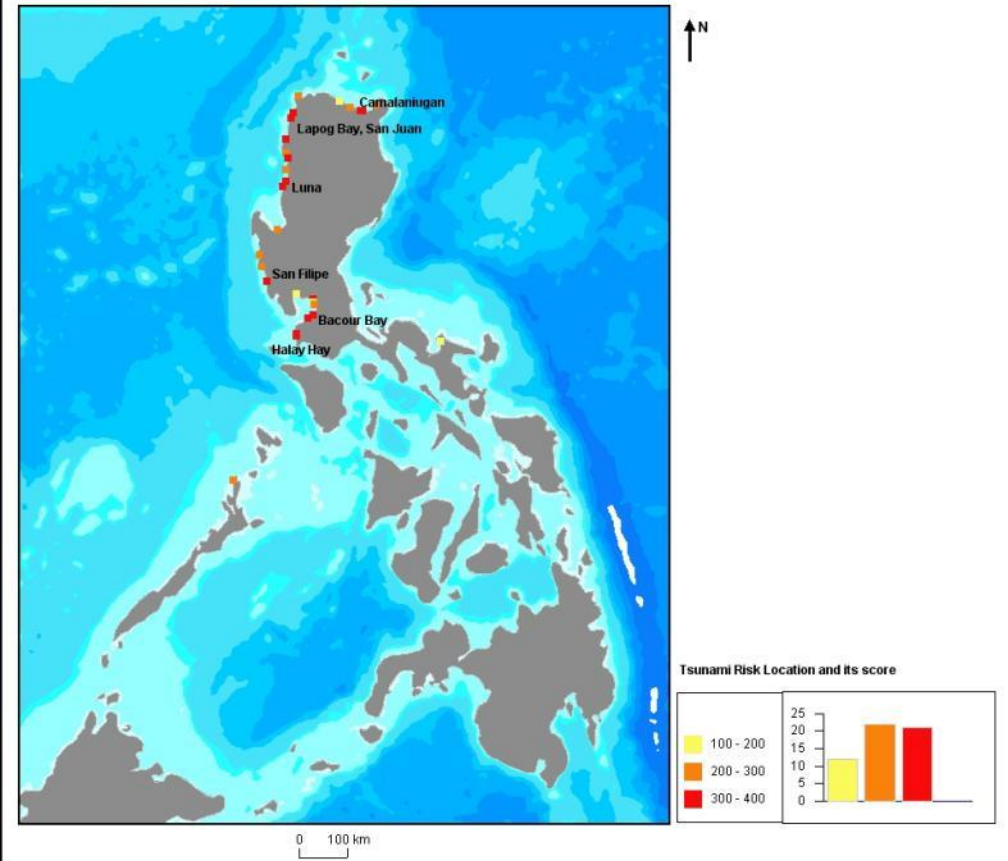 N
Camalaniugan
Lapog Bay, San Juan
Luna
San Filipe
Bacour Bay
Halay Hay
Tsunami Risk Location and its score
100 - 200
200 - 300
300 - 400
25
20
15
10
5
0
0 100 km